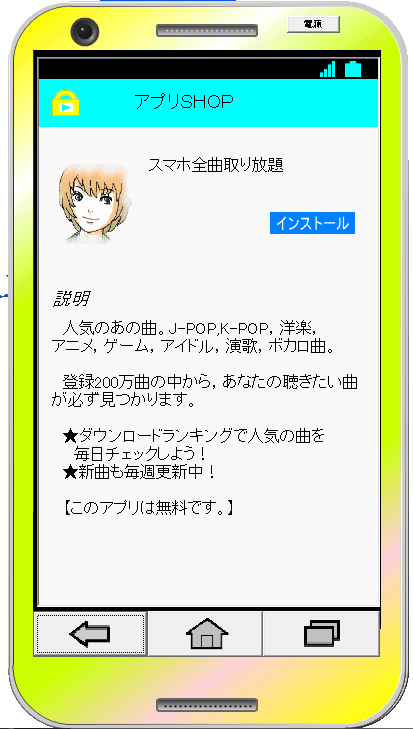 電源
アプリSHOP
スマホ全曲取り放題
インストール
説明
人気のあの曲。J-POP,K-POP，洋楽，
アニメ，ゲーム，アイドル，演歌，ボカロ曲。
登録200万曲の中から，あなたの聴きたい曲
が必ず見つかります。
★ダウンロードランキングで人気の曲を
毎日チェックしよう！
★新曲も毎週更新中！
【このアプリは無料です。】